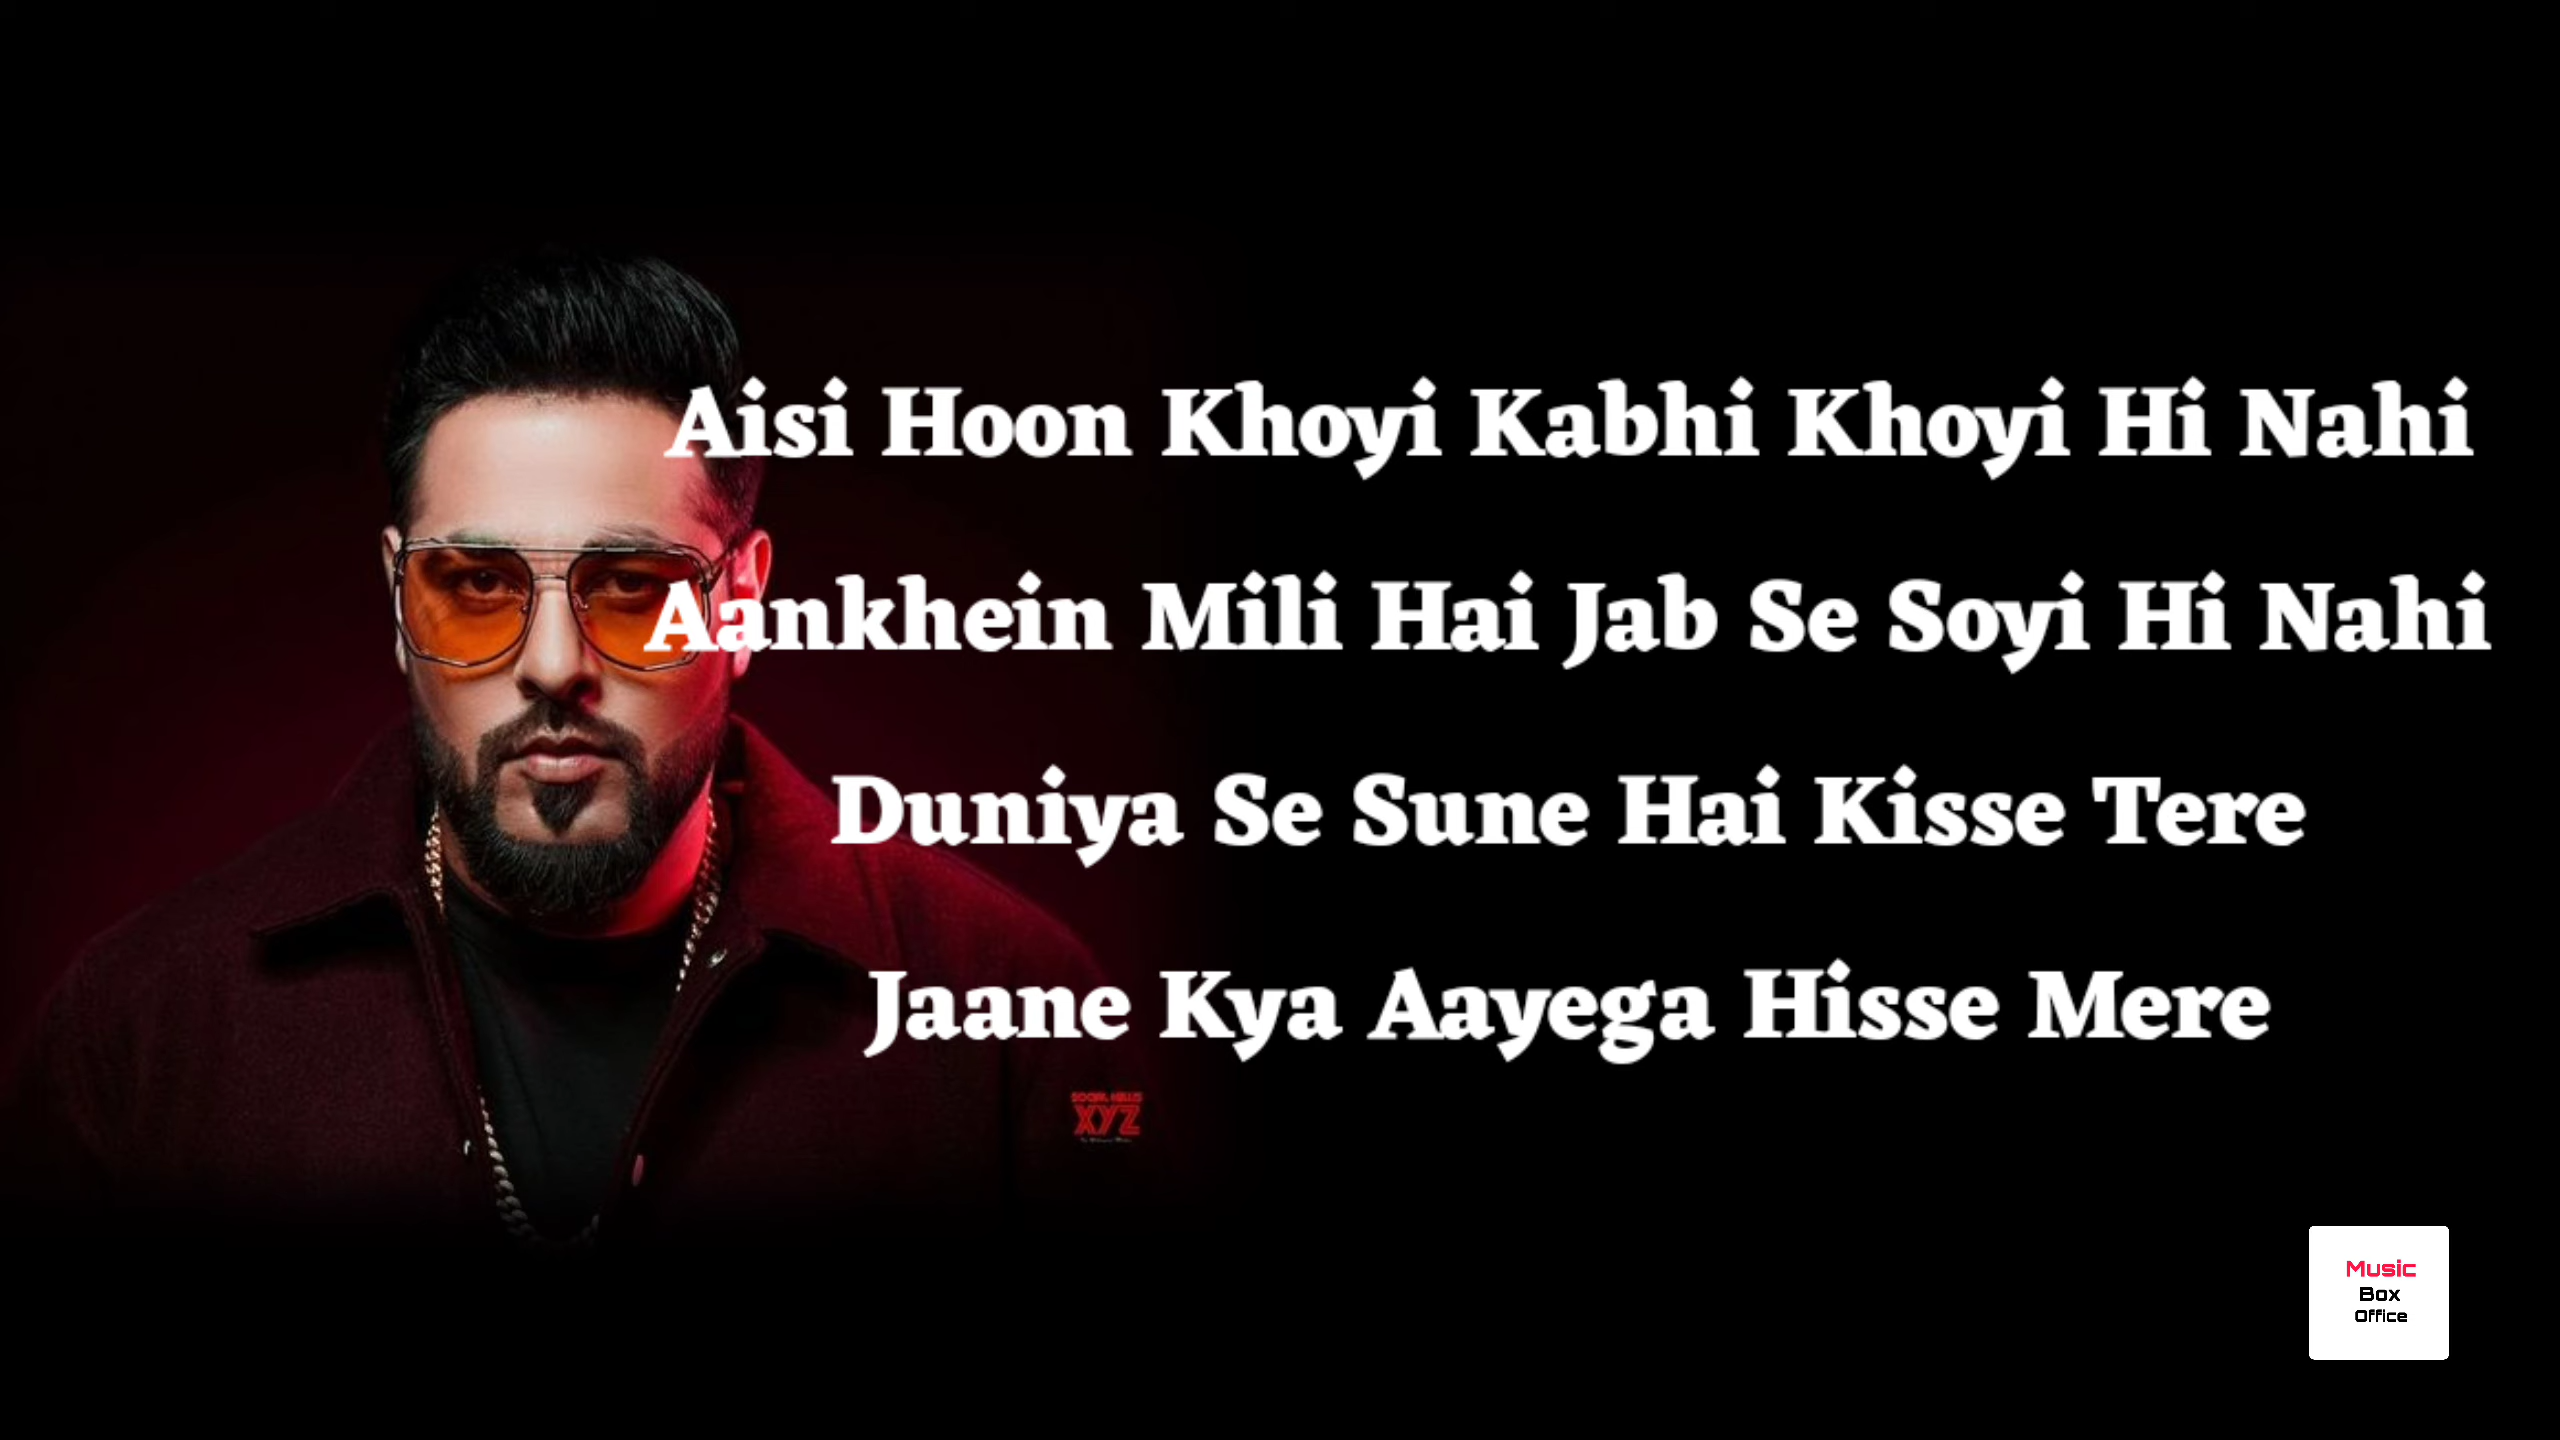 Aisi Hoon Khoyi Kabhi Khoyi Hi Nahi
Aankhein Mili Hai Jab Se Soyi Hi Nahi
Duniya Se Sune Hai Kisse Tere
Jaane Kya Aayega Hisse Mere
XYZ
Music
Box
Office